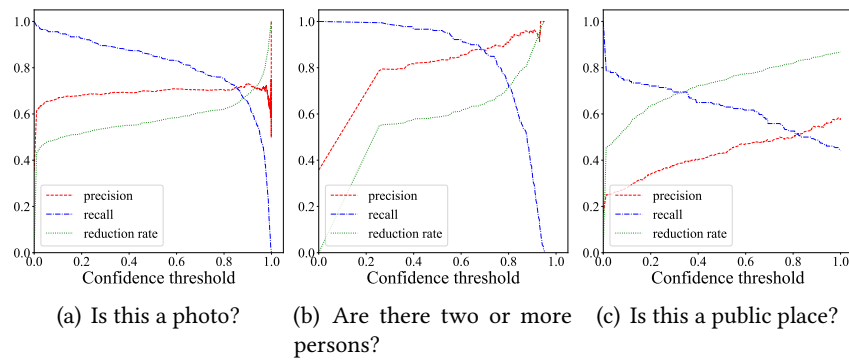 1.0
0.8
0.6
0.4
0.2
0.0
precision
recall
reduction rate
0.0 0.2 0.4 0.6 0.8 1.0
Confidence threshold
(a) Is this a photo?
1.0
0.8
0.6
0.4
0.2
0.0
precision
recall
reduction rate
0.0 0.2 0.4 0.6 0.8 1.0
Confidence threshold
(b) Are there two or more
persons?
1.0
0.8
0.6
0.4
0.2
0.0
precision
recall
reduction rate
0.0 0.2 0.4 0.6 0.8 1.0
Confidence threshold
(c) Is this a public place?